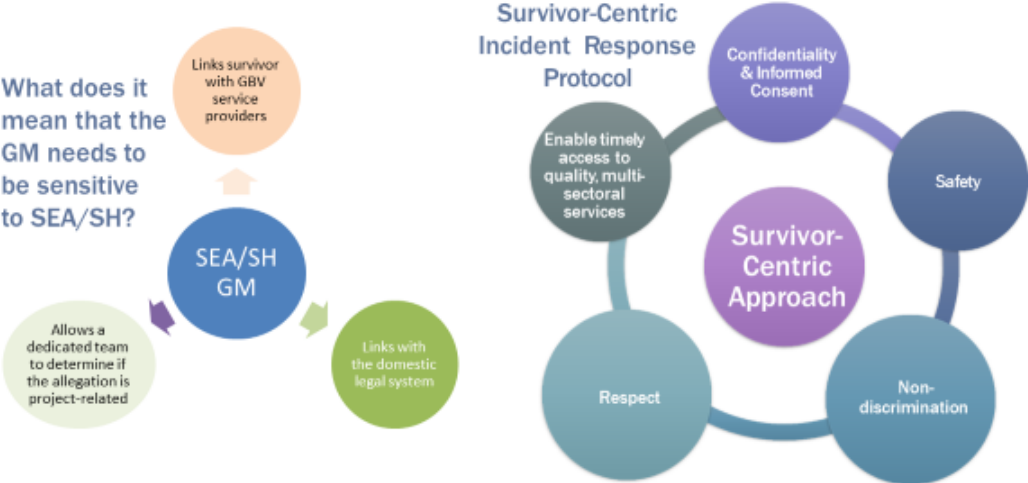 What does it
mean that the
GM needs to
be sensitive
to SEA/SH?
Links survivor
with GBV
service
providers
SEA/SH
GM
Allows a
dedicated team
to determine if
the allegation is
project-related
Links with
the domestic
legal system
Survivor-Centric
Incident Response
Protocol
Confidentiality
& Informed
Consent
Enable timely
access to
quality, multi-
sectoral
services
Safety
Survivor-
Centric
Approach
Respect
Non-
discrimination